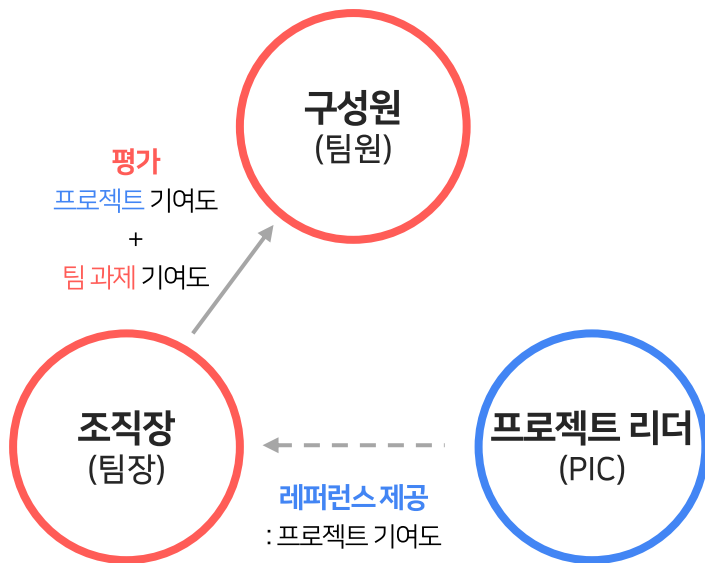 구성원
(팀원)
평가
프로젝트 기여도
+
팀 과제 기여도
조직장
(팀장)
프로젝트 리더
(PIC)
레퍼런스 제공
: 프로젝트 기여도